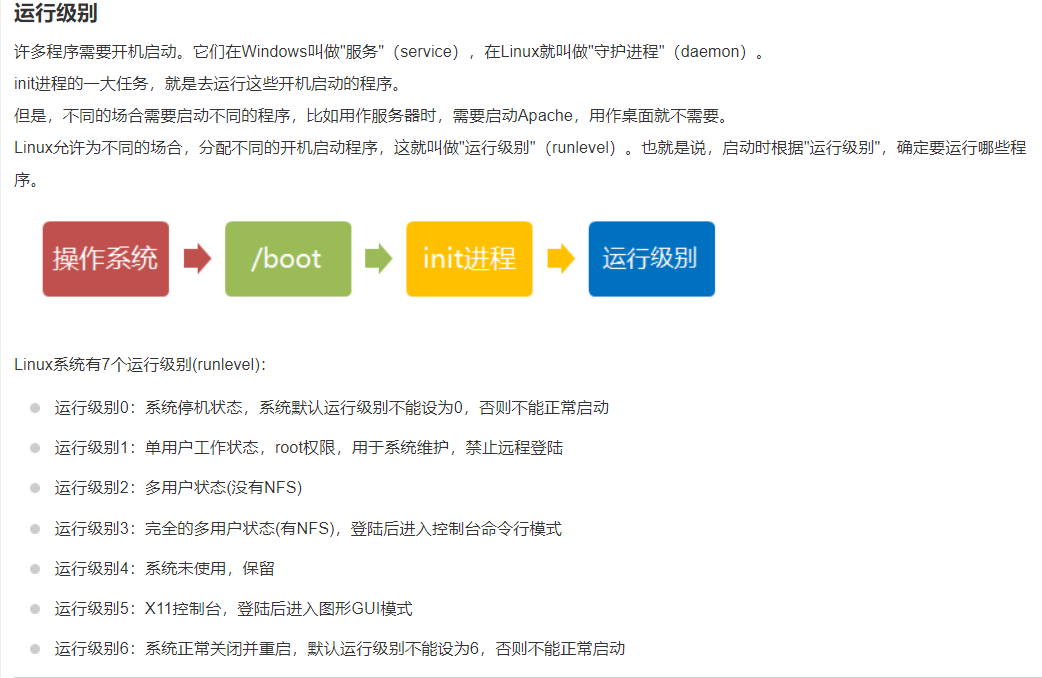 运行级别
许多程序需要开机启动。它们在Windows叫做"服务"（service），在Linux就叫做"守护进程"（daemon）。
init进程的一大任务，就是去运行这些开机启动的程序。
但是，不同的场合需要启动不同的程序，比如用作服务器时，需要启动Apache，用作桌面就不需要。
Linux允许为不同的场合，分配不同的开机启动程序，这就叫做"运行级别"（runlevel）。也就是说，启动时根据"运行级别"，确定要运行哪些程
序。
操作系统 /boot init进程 运行级别
Linux系统有7个运行级别(runlevel)：
运行级别0：系统停机状态，系统默认运行级别不能设为0，否则不能正常启动
运行级别1：单用户工作状态，root权限，用于系统维护，禁止远程登陆
运行级别2：多用户状态(没有NFS)
运行级别3：完全的多用户状态(有NFS)，登陆后进入控制台命令行模式
运行级别4：系统未使用，保留
运行级别5：X11控制台，登陆后进入图形GUI模式
运行级别6：系统正常关闭并重启，默认运行级别不能设为6，否则不能正常启动